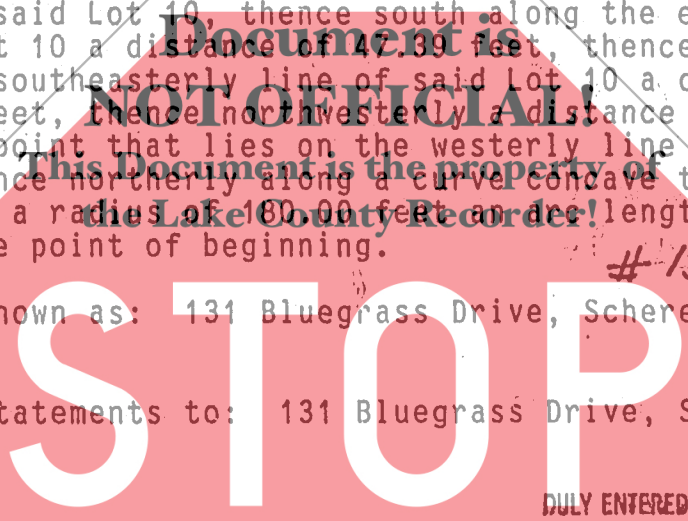 said Lot 10, thence south along the e
Document is
t 10 a distance of 47.39 feet, thence
southeasterly line of said Lot 10 a d
NOT OFFICIAL!
eet, thence northwesterly a distance
point that lies on the westerly line
This Document is the property of
nce northerly along a curve concave t
the Lake County Recorder!
a radius of 180.00 feet an arc lengt
e point of beginning.
STOP
nown as: 131 Bluegrass Drive, Schere
tatements to: 131 Bluegrass Drive, S
DULY ENTERED